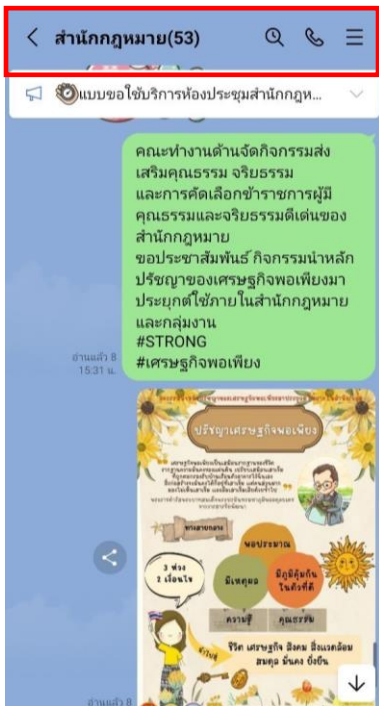 สำนักกฎหมาย(53)
แบบขอใช้บริการห้องประชุมสำนักกฎห...
คณะทำงานด้านจัดกิจกรรมส่ง
เสริมคุณธรรม จริยธรรม
และการคัดเลือกข้าราชการผู้มี
คุณธรรมและจริยธรรมดีเด่นของ
สำนักกฎหมาย
ขอประชาสัมพันธ์ กิจกรรมนำหลัก
ปรัชญาของเศรษฐกิจพอเพียงมา
ประยุกต์ใช้ภายในสำนักกฎหมาย
และกลุ่มงาน
#STRONG
#เศรษฐกิจพอเพียง
อ่านแล้ว 8
15:31 น.
ปรัชญาเศรษฐกิจพอเพียง
ทางสายกลาง
พอประมาณ
3 ห่วง
2 เงื่อนไข
มีเหตุผล
มีภูมิคุ้มกัน
ในตัวที่ดี
ความรู้
คุณธรรม
นำไปสู่
ชีวิต เศรษฐกิจ สังคม สิ่งแวดล้อม
สมดุล มั่นคง ยั่งยืน
อ่านแล้ว 8